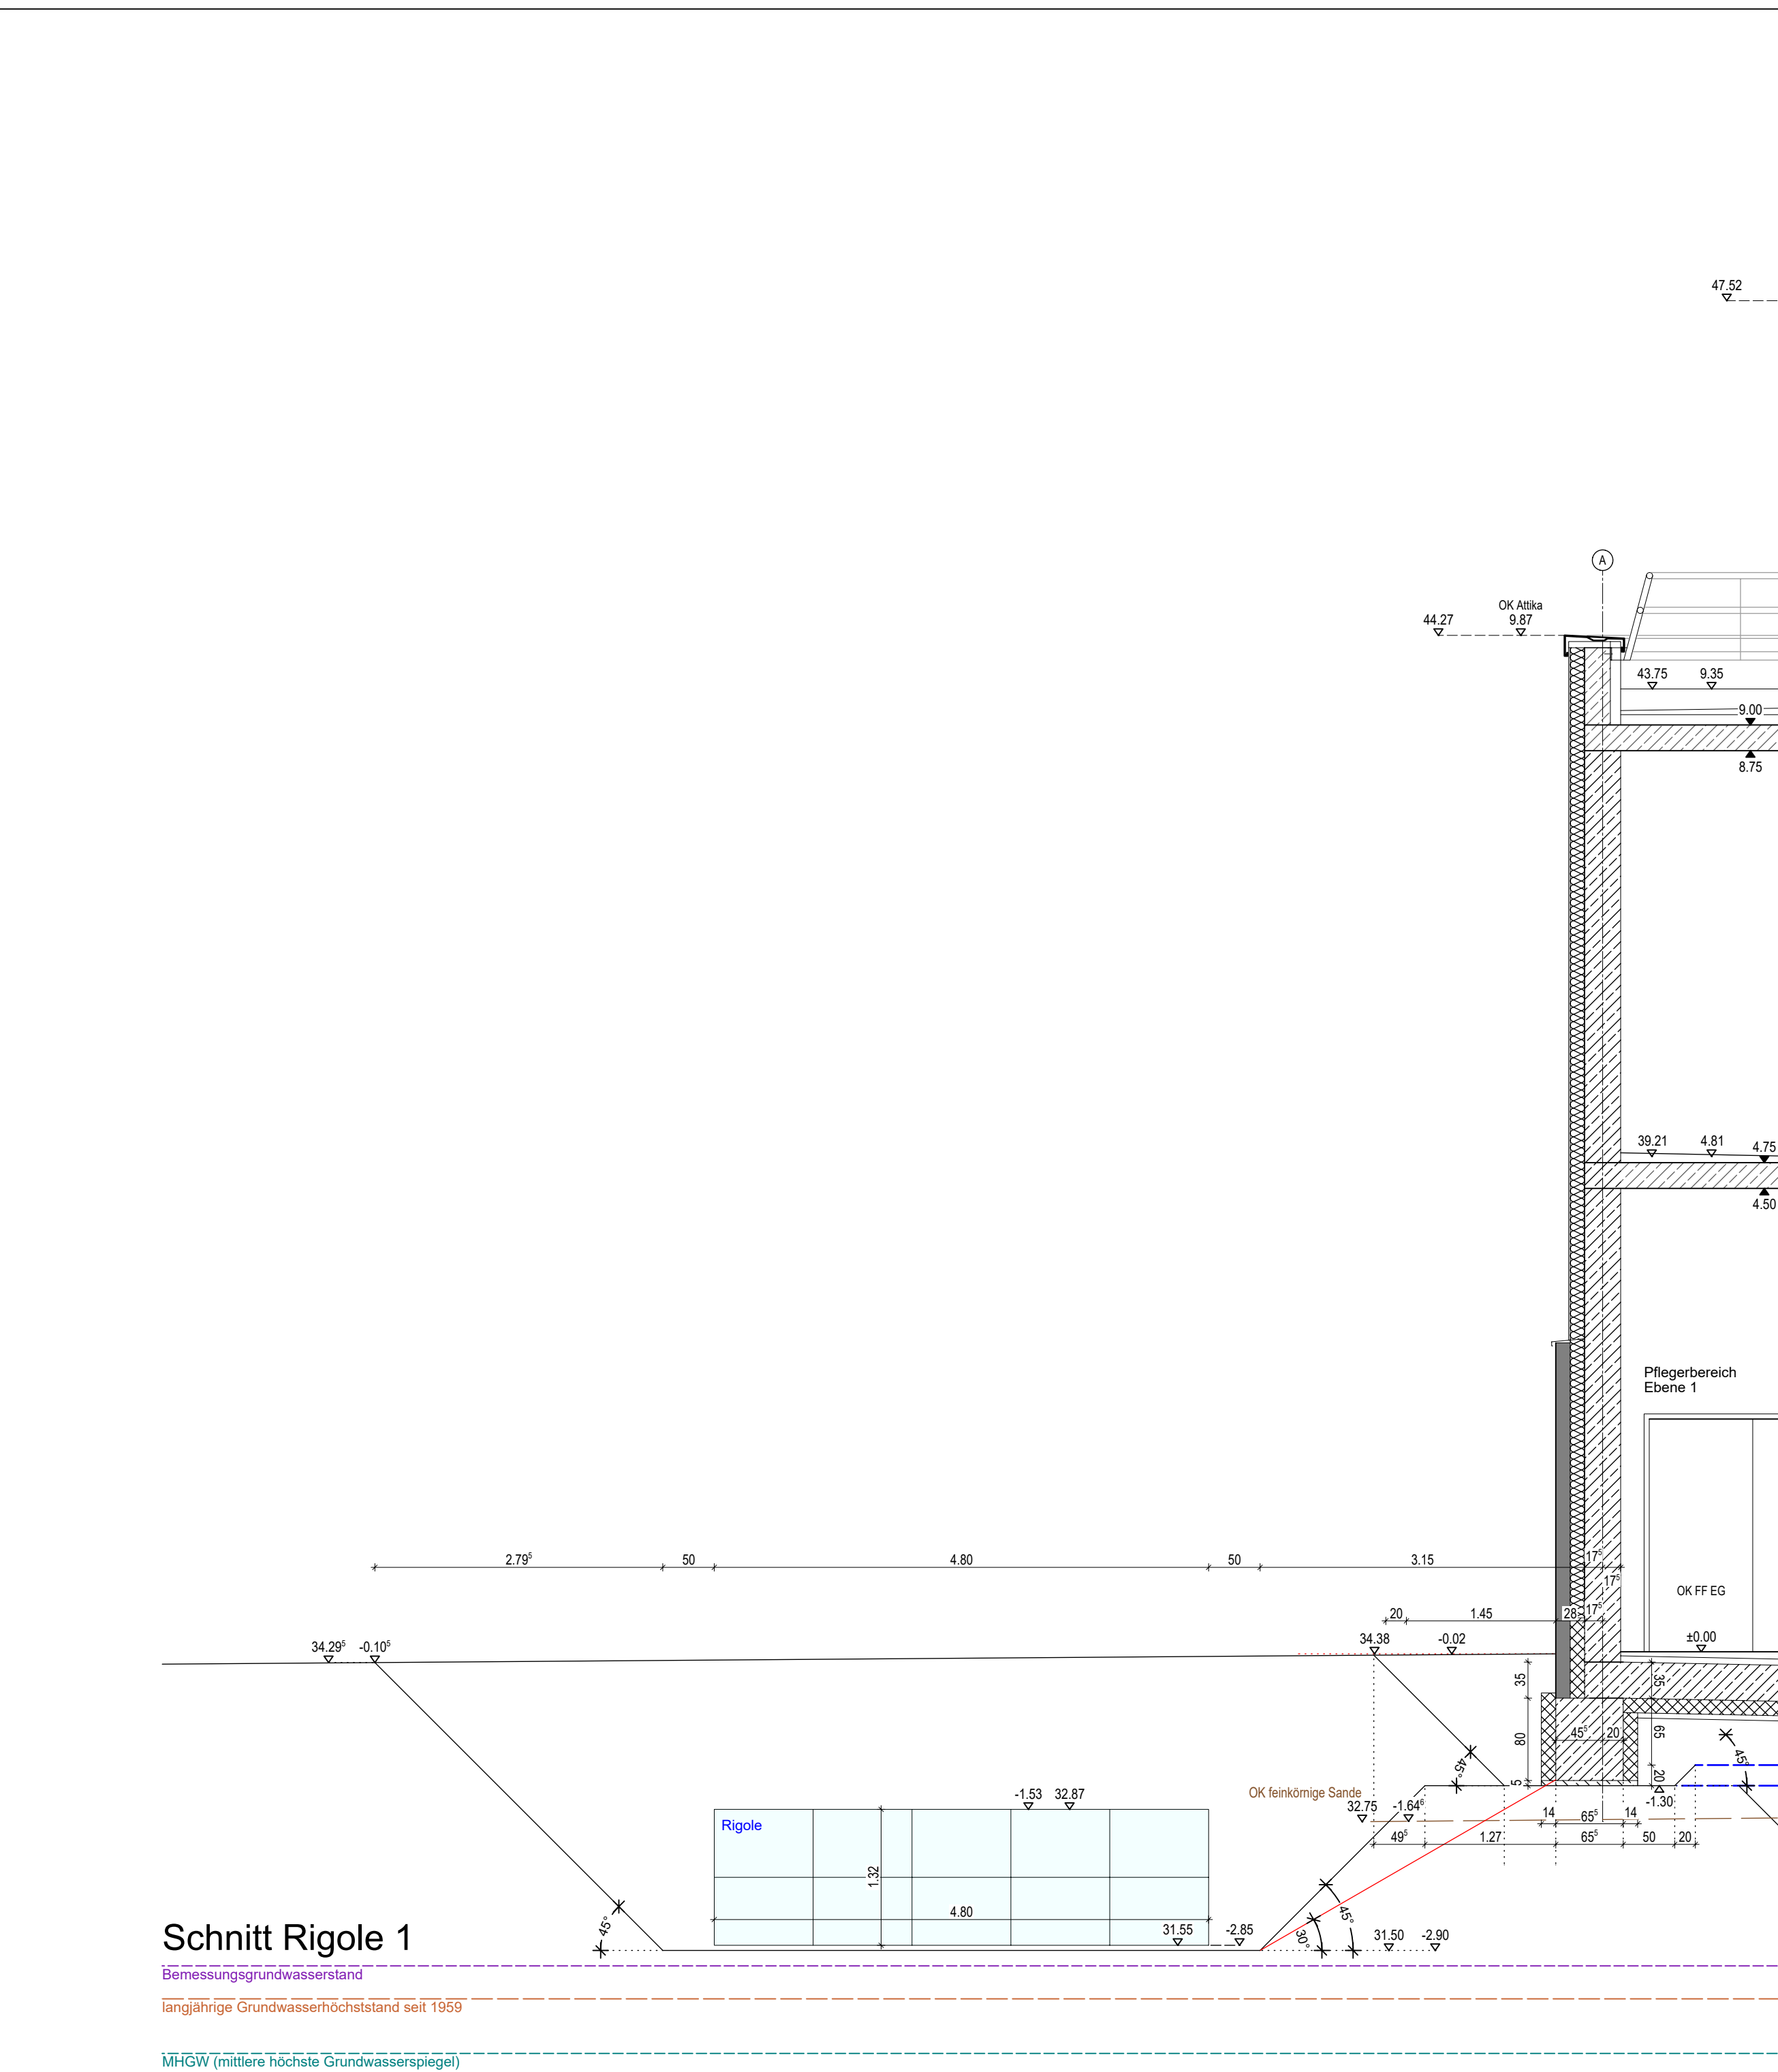 47.52
A
OK Attika
44.27 9.87
43.75 9.35
9.00
8.75
39.21 4.81 4.75
4.50
Pflegerbereich
Ebene 1
2.79⁵ 50 4.80 50 3.15 17⁵
17⁵
OK FF EG
20 1.45 28 17⁵
34.29⁵ -0.10⁵ 34.38 -0.02 ±0.00
35 35
80 45⁵ 20 65
45° 45°
5 20
OK feinkörnige Sande
-1.53 32.87 32.75 -1.64⁶ -1.30
14 65⁵ 14
Rigole
49⁵ 1.27 65⁵ 50 20
1.32
4.80
45° 45°
30°
31.55 -2.85 31.50 -2.90
Schnitt Rigole 1
Bemessungsgrundwasserstand
langjährige Grundwasserhöchststand seit 1959
MHGW (mittlere höchste Grundwasserspiegel)